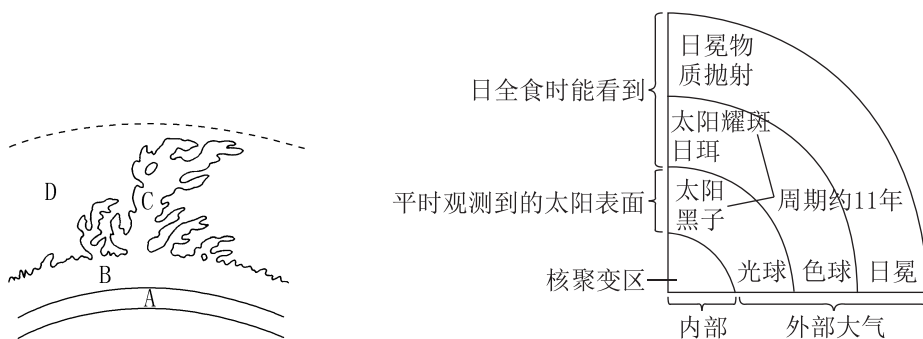 D
C
B
A
日冕物
质抛射
日全食时能看到
太阳耀斑
日珥
太阳
黑子
平时观测到的太阳表面
周期约11年
核聚变区
光球
色球
日冕
内部
外部大气